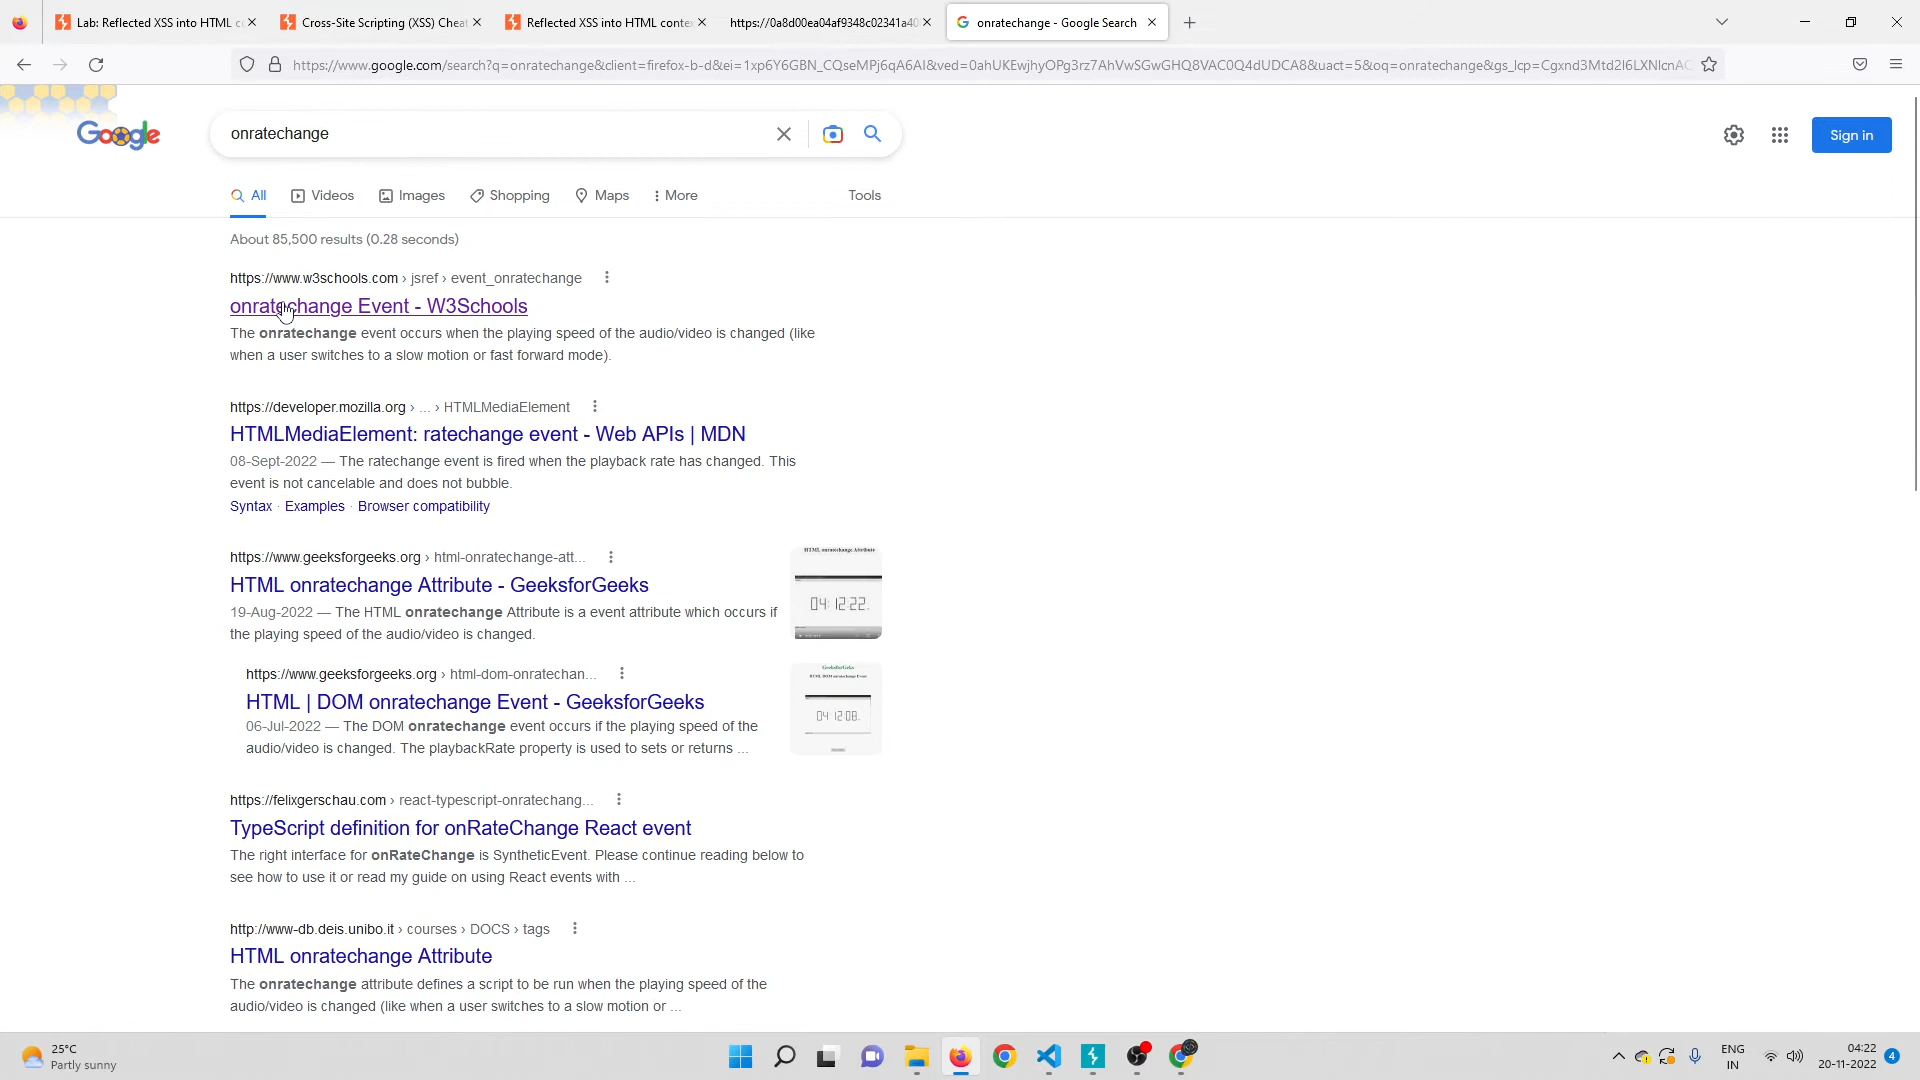 Lab: Reflected XSS into HTML c
Cross-Site Scripting (XSS) Cheat
Reflected XSS into HTML conte
https://0a8d00ea04af9348c02341a40
onratechange - Google Search
https://www.google.com/search?q=onratechange&client=firefox-b-d&ei=1xp6Y6GBN_CQseMPj6qA6AI&ved=0ahUKEwjhyOPg3rz7AhVwSGwGHQ8VAC0Q4dUDCA8&uact=5&oq=onratechange&gs_lcp=Cgxnd3Mtd2l6LXNlcnAC
Google
onratechange
Sign in
All
Videos
Images
Shopping
Maps
More
Tools
About 85,500 results (0.28 seconds)
https://www.w3schools.com › jsref › event_onratechange
onratechange Event - W3Schools
The onratechange event occurs when the playing speed of the audio/video is changed (like
when a user switches to a slow motion or fast forward mode).
https://developer.mozilla.org › ... › HTMLMediaElement
HTMLMediaElement: ratechange event - Web APIs | MDN
08-Sept-2022 — The ratechange event is fired when the playback rate has changed. This
event is not cancelable and does not bubble.
Syntax · Examples · Browser compatibility
https://www.geeksforgeeks.org › html-onratechange-att...
HTML onratechange Attribute - GeeksforGeeks
19-Aug-2022 — The HTML onratechange Attribute is a event attribute which occurs if
the playing speed of the audio/video is changed.
HTML onratechange Attribute
04:12:22.
https://www.geeksforgeeks.org › html-dom-onratechan...
HTML | DOM onratechange Event - GeeksforGeeks
06-Jul-2022 — The DOM onratechange event occurs if the playing speed of the
audio/video is changed. The playbackRate property is used to sets or returns ...
GeeksforGeeks
HTML DOM onratechange Event
04 12 08.
https://felixgerschau.com › react-typescript-onratechang...
TypeScript definition for onRateChange React event
The right interface for onRateChange is SyntheticEvent. Please continue reading below to
see how to use it or read my guide on using React events with ...
http://www-db.deis.unibo.it › courses › DOCS › tags
HTML onratechange Attribute
The onratechange attribute defines a script to be run when the playing speed of the
audio/video is changed (like when a user switches to a slow motion or ...
25°C
Partly sunny
ENG
IN
04:22
20-11-2022
4